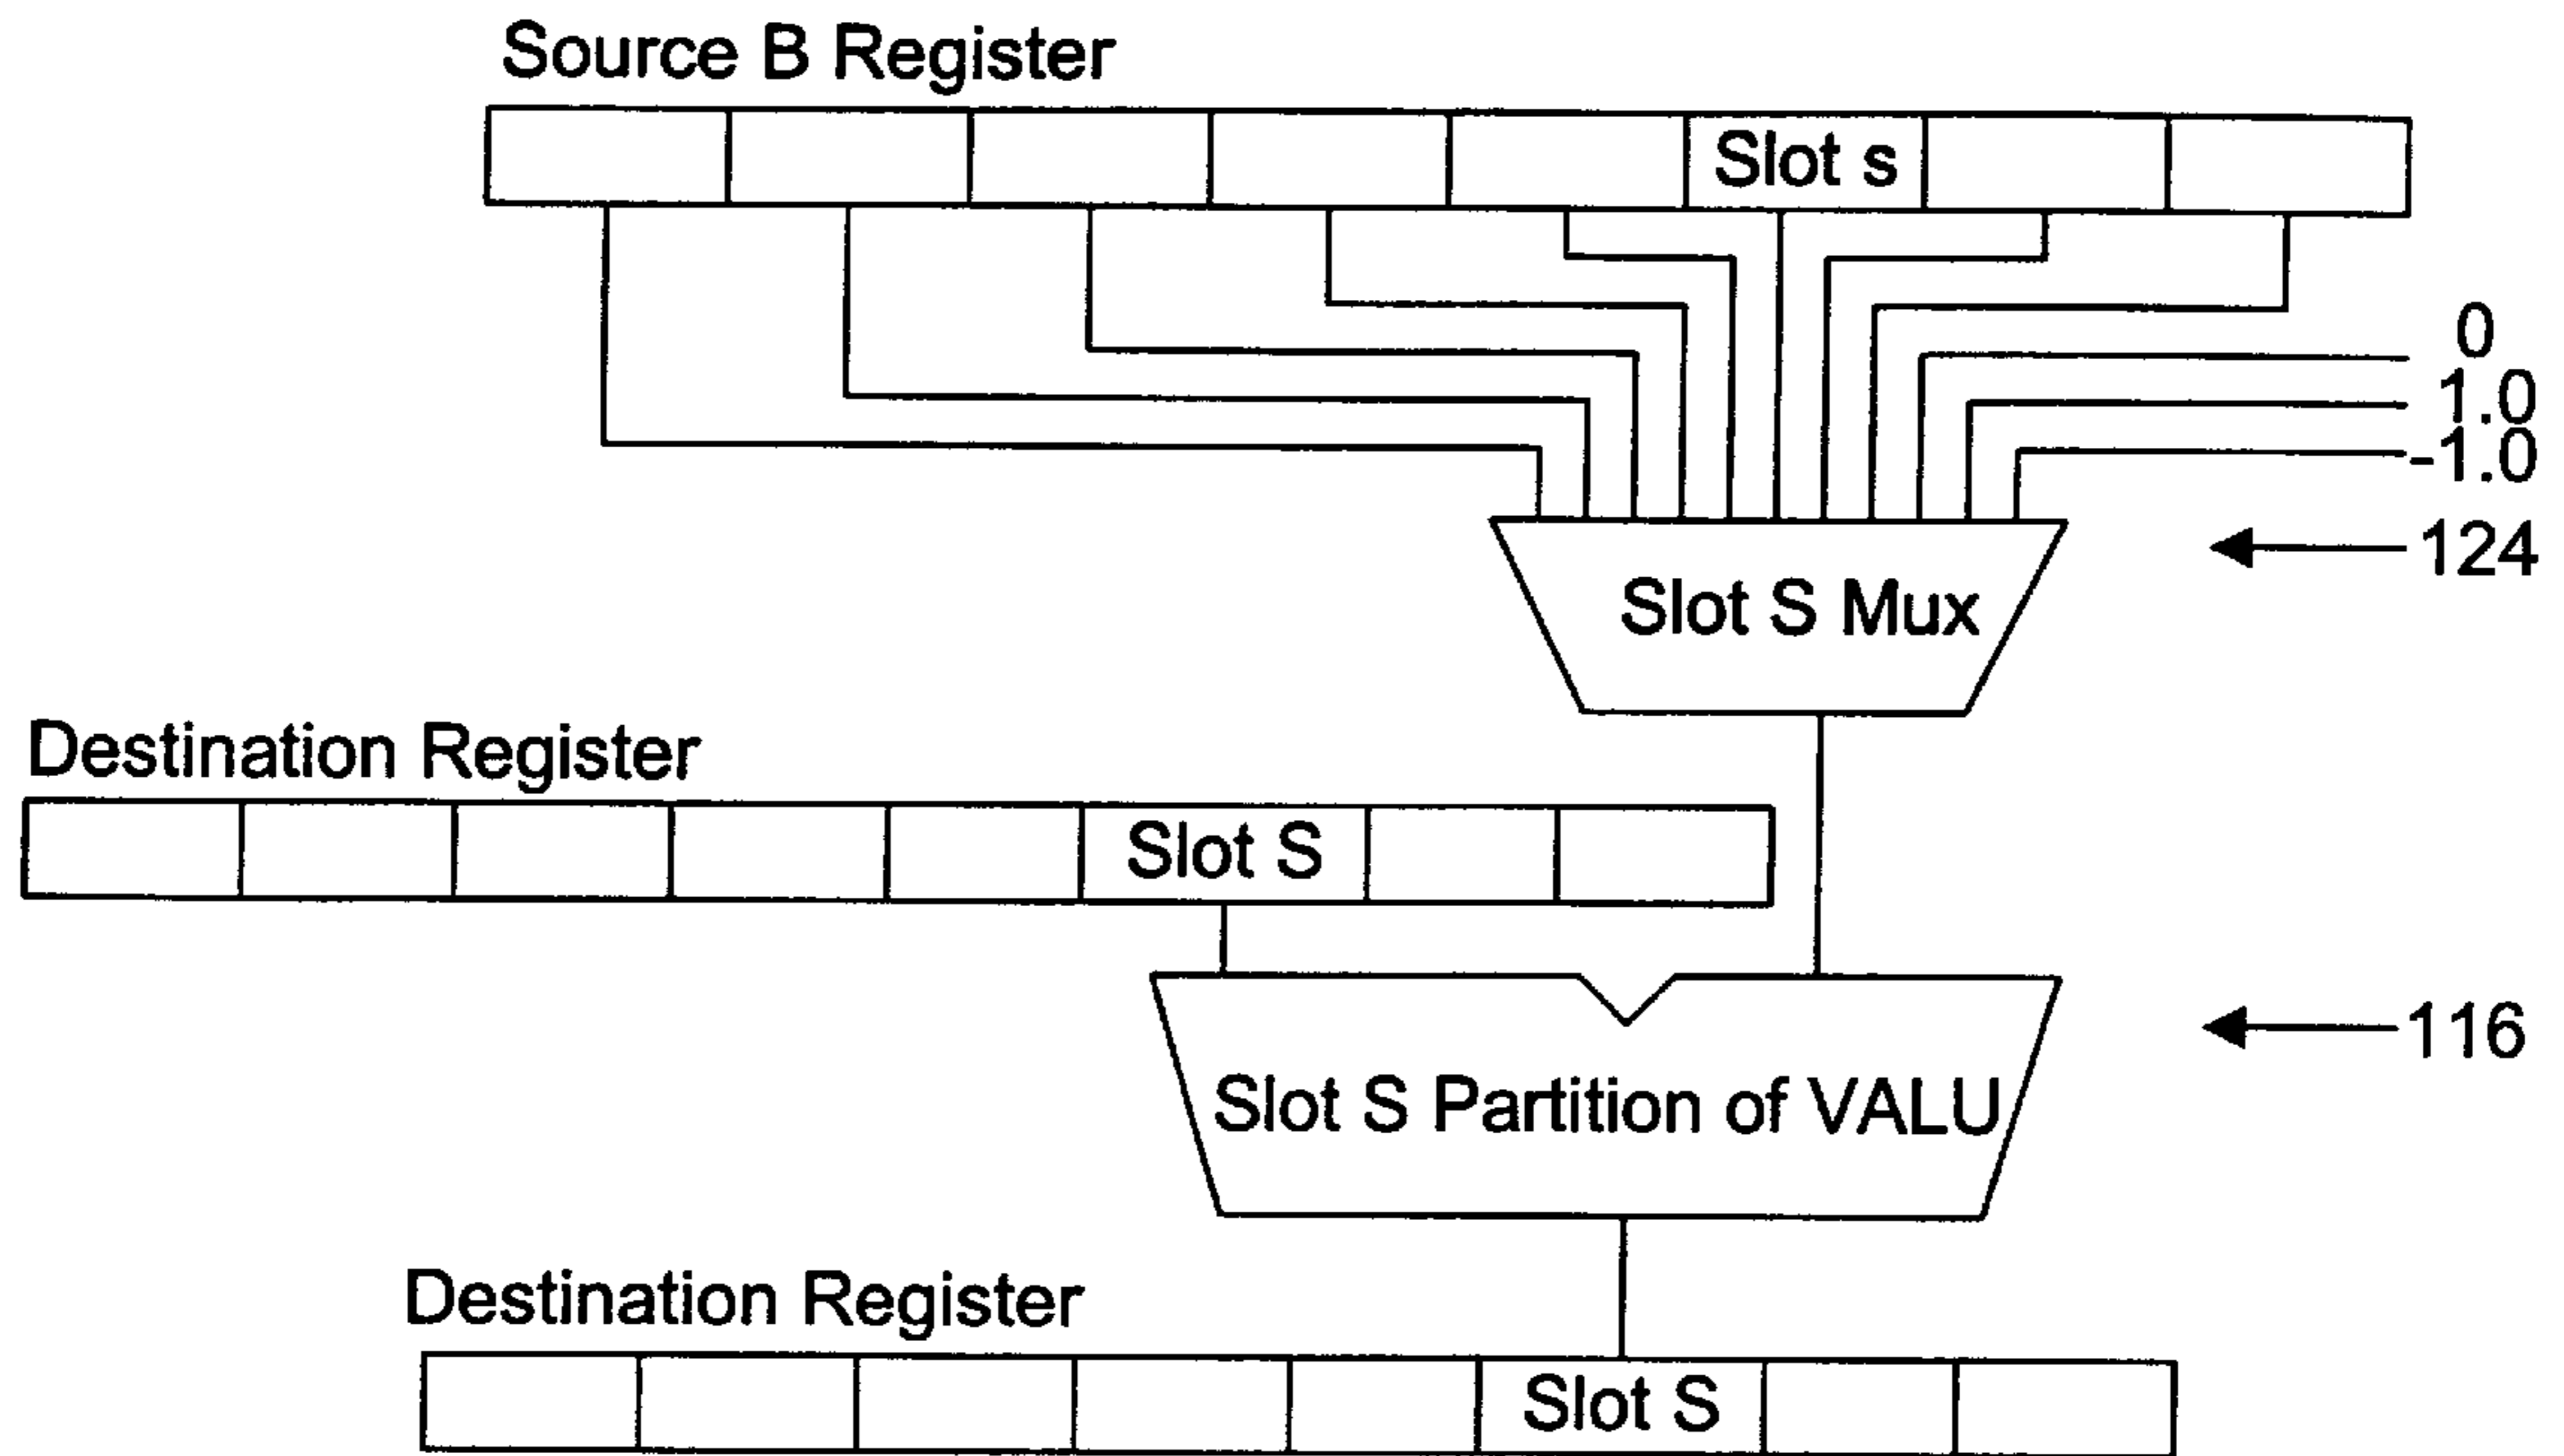 Source B Register
Slot s
0
1.0
-1.0
124
Slot S Mux
Destination Register
Slot S
116
Slot S Partition of VALU
Destination Register
Slot S